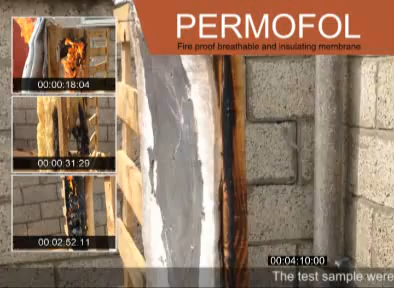 PERMOFOL
Fire proof breathable and insulating membrane
00:00:18:04
00:00:31:29
00:02:52:11
00:04:10:00
The test sample were